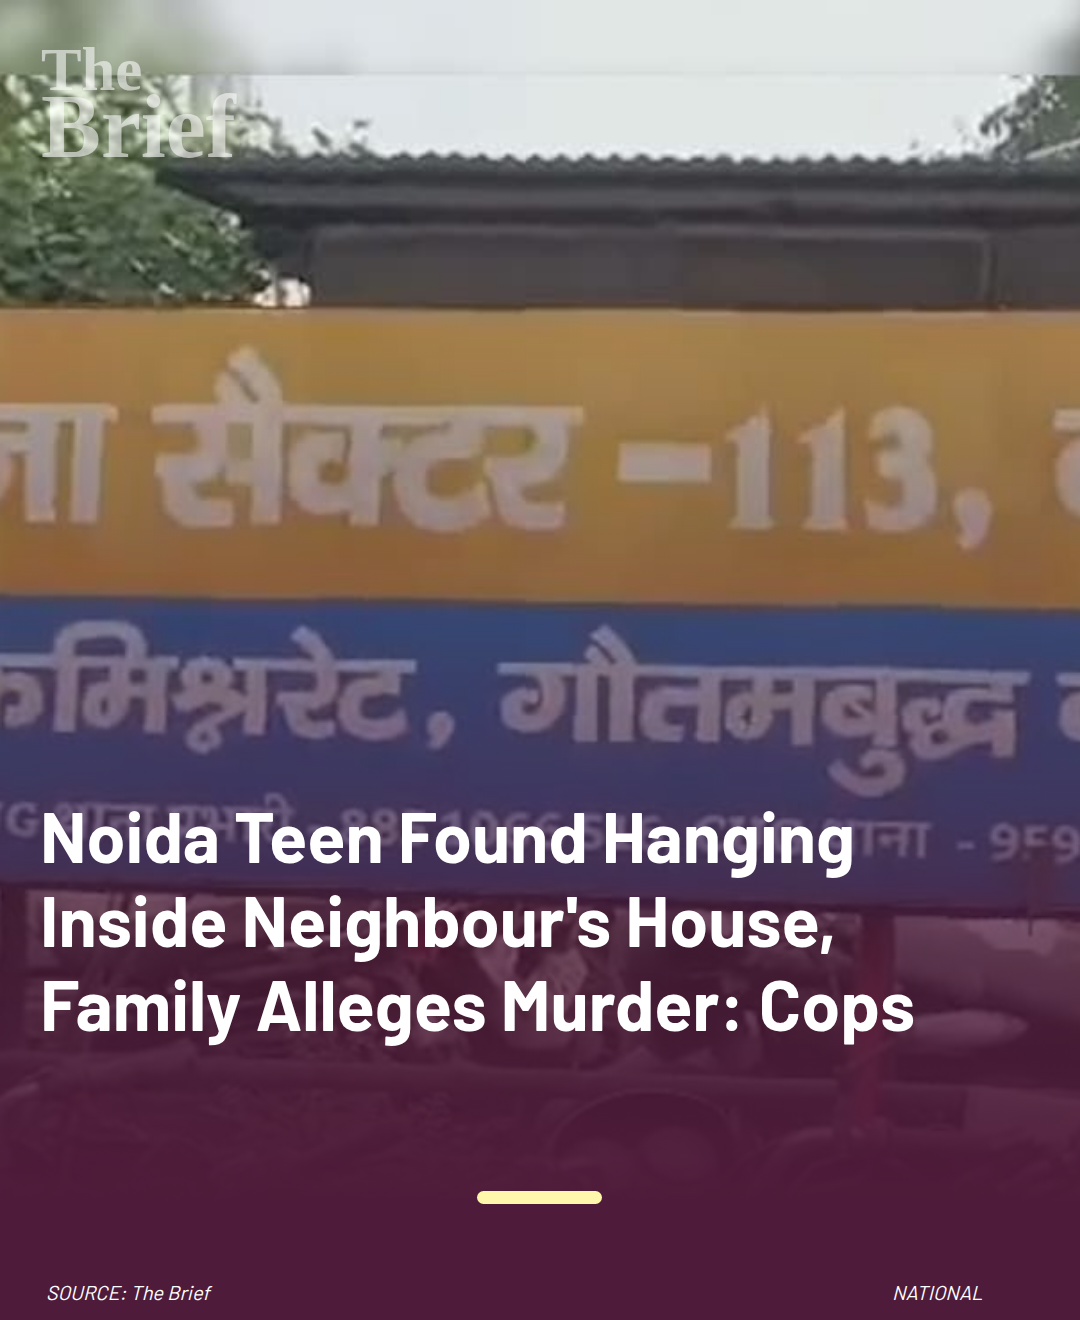 The
Brief
सैक्टर -113,
कमिश्नरेट, गौतमबुद्ध
Noida Teen Found Hanging
Inside Neighbour's House,
Family Alleges Murder: Cops
SOURCE: The Brief
NATIONAL